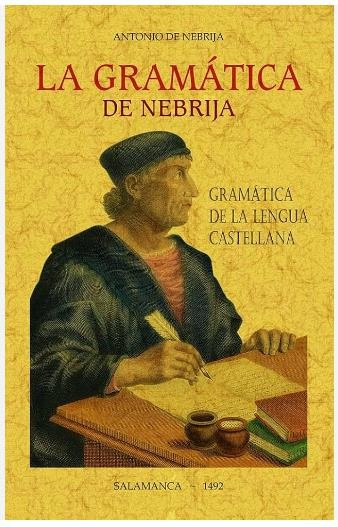 ANTONIO DE NEBRIJA
LA GRAMÁTICA
DE NEBRIJA
GRAMÁTICA
DE LA LENGUA
CASTELLANA
SALAMANCA – 1492